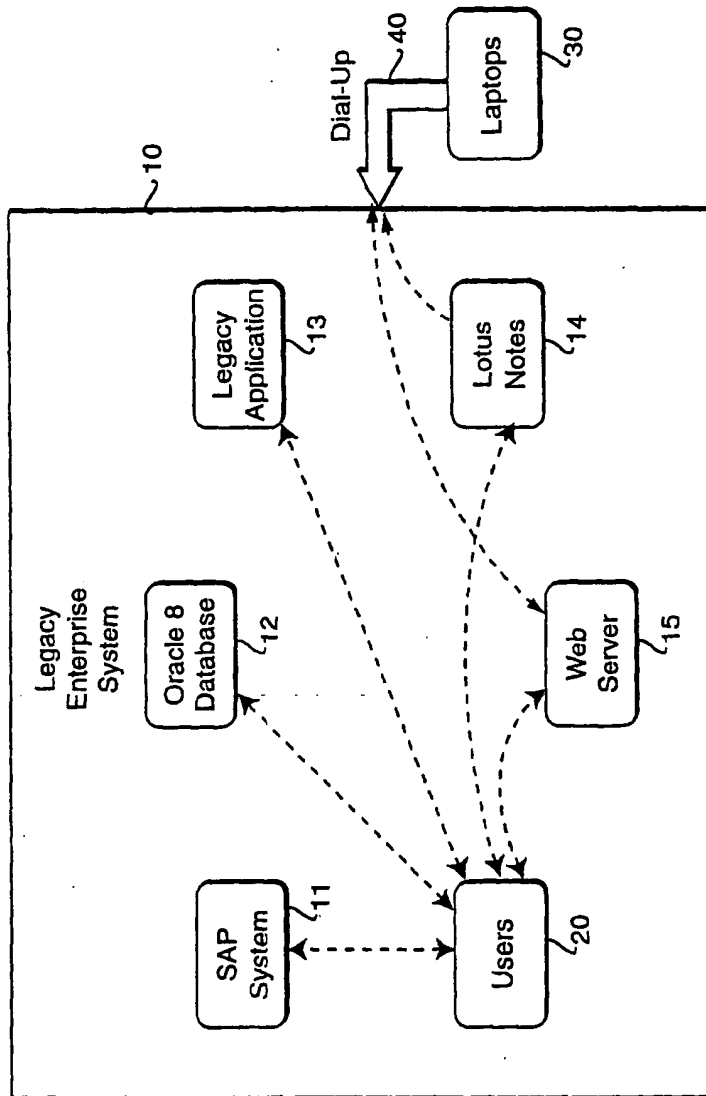 Legacy
Enterprise
System
10
SAP
System
11
Oracle 8
Database
12
Legacy
Application
13
Dial-Up
40
Users
20
Web
Server
15
Lotus
Notes
14
Laptops
30